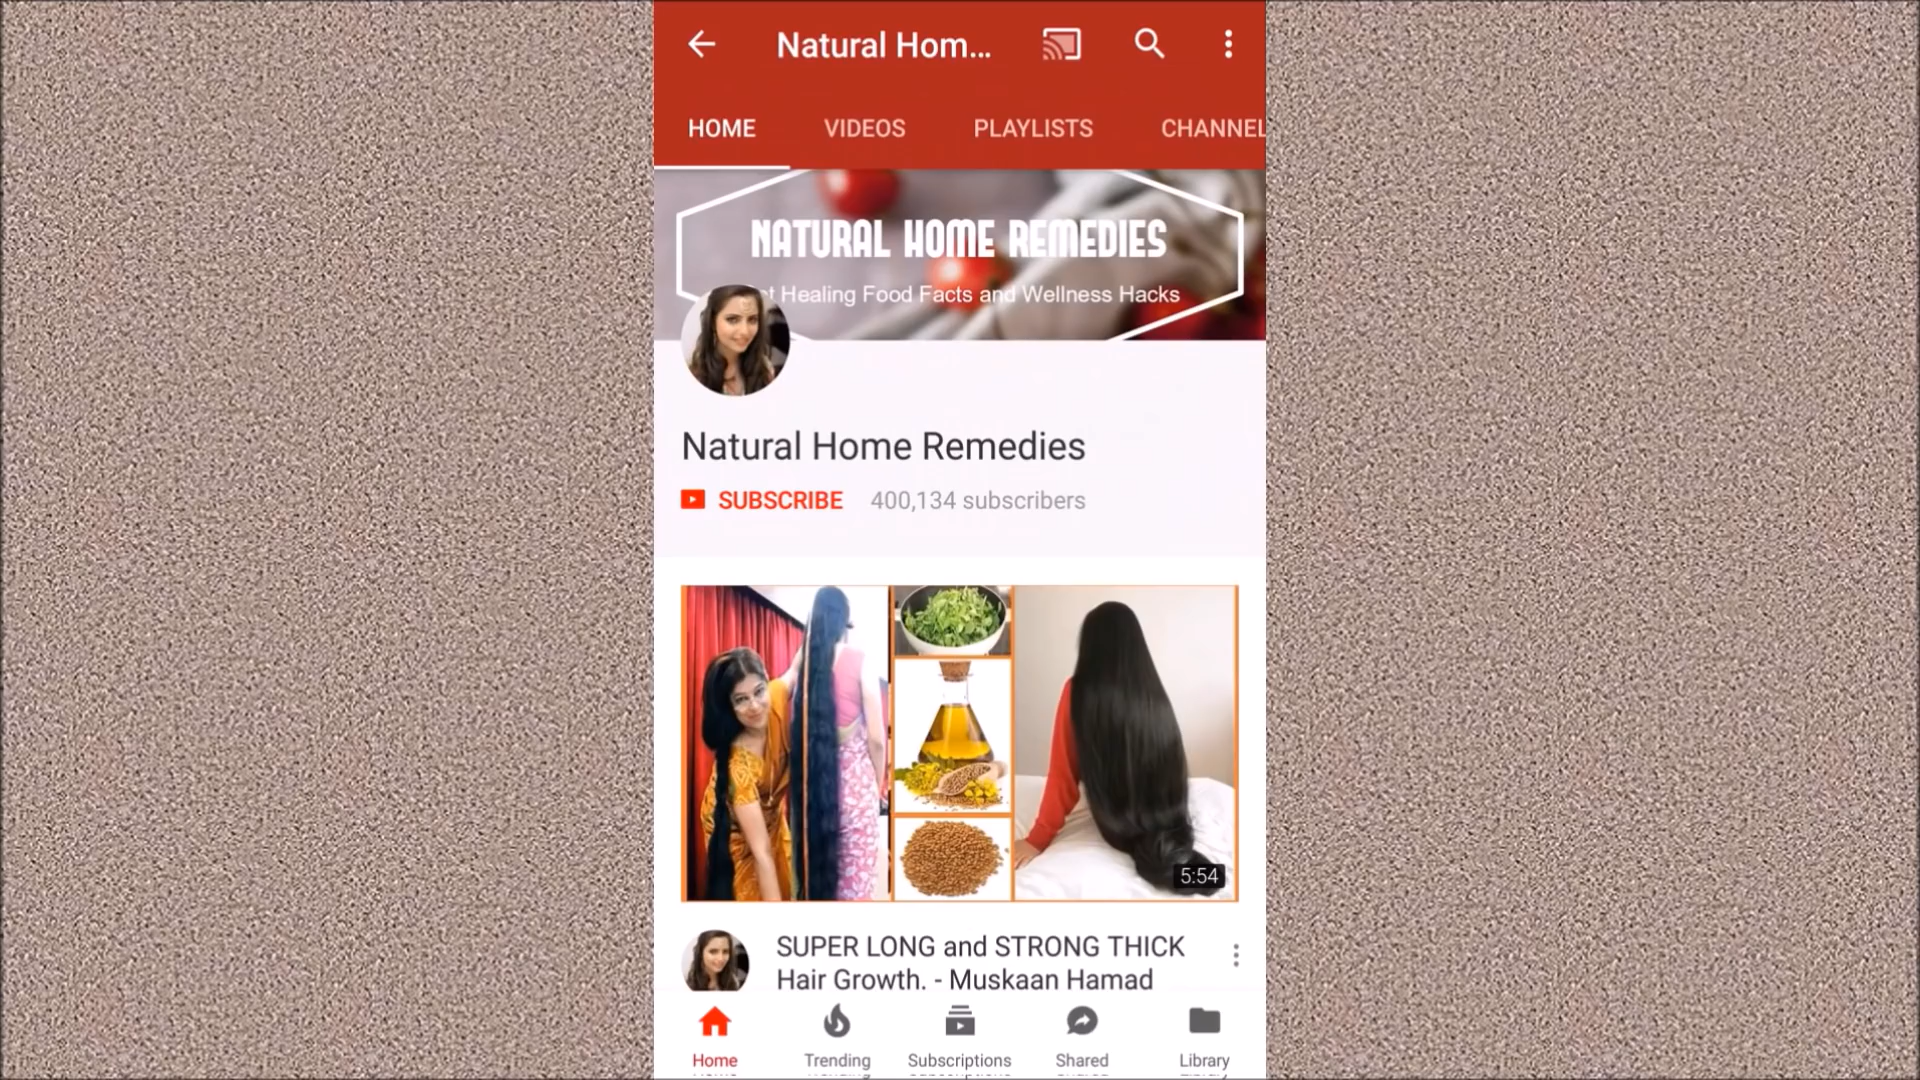 Natural Hom...
HOME VIDEOS PLAYLISTS CHANNEL
NATURAL HOME REMEDIES
Healing Food Facts and Wellness Hacks
Natural Home Remedies
SUBSCRIBE 400,134 subscribers
5:54
SUPER LONG and STRONG THICK
Hair Growth. - Muskaan Hamad
Home Trending Subscriptions Shared Library